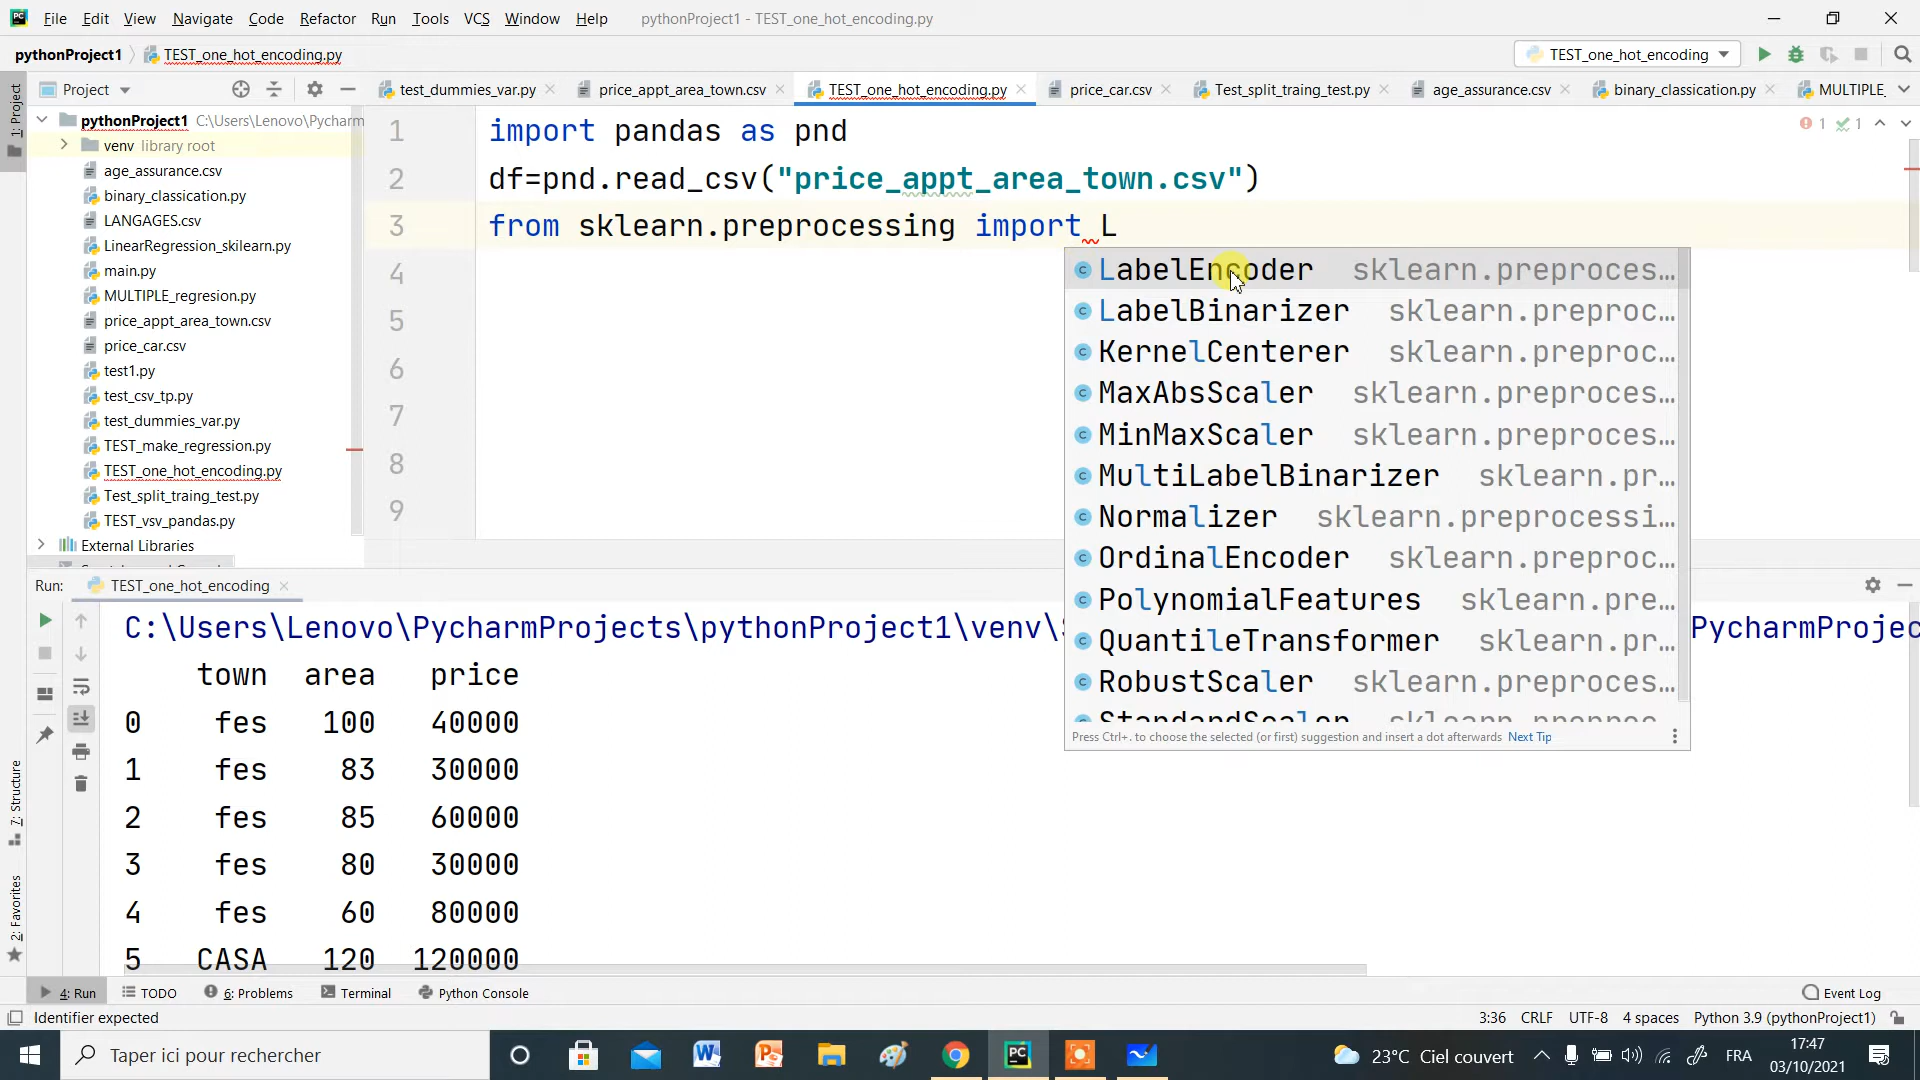 File Edit View Navigate Code Refactor Run Tools VCS Window Help pythonProject1 - TEST_one_hot_encoding.py
pythonProject1 TEST_one_hot_encoding.py TEST_one_hot_encoding
Project test_dummies_var.py price_appt_area_town.csv TEST_one_hot_encoding.py price_car.csv Test_split_traing_test.py age_assurance.csv binary_classication.py MULTIPLE_
1: Project
pythonProject1 C:\Users\Lenovo\Pycharm
venv library root
age_assurance.csv
binary_classication.py
LANGAGES.csv
LinearRegression_skilearn.py
main.py
MULTIPLE_regresion.py
price_appt_area_town.csv
price_car.csv
test1.py
test_csv_tp.py
test_dummies_var.py
TEST_make_regression.py
TEST_one_hot_encoding.py
Test_split_traing_test.py
TEST_vsv_pandas.py
External Libraries
1 import pandas as pnd
2 df=pnd.read_csv("price_appt_area_town.csv")
3 from sklearn.preprocessing import L
4
5
6
7
8
9
1 1
LabelEncoder sklearn.preproces…
LabelBinarizer sklearn.preproc…
KernelCenterer sklearn.preproc…
MaxAbsScaler sklearn.preproces…
MinMaxScaler sklearn.preproces…
MultiLabelBinarizer sklearn.pr…
Normalizer sklearn.preprocessi…
OrdinalEncoder sklearn.preproc…
PolynomialFeatures sklearn.pre…
QuantileTransformer sklearn.pr…
RobustScaler sklearn.preproces…
StandardScaler sklearn.preproc…
Press Ctrl+. to choose the selected (or first) suggestion and insert a dot afterwards Next Tip
Run: TEST_one_hot_encoding
C:\Users\Lenovo\PycharmProjects\pythonProject1\venv\ PycharmProjec
town area price
0 fes 100 40000
1 fes 83 30000
2 fes 85 60000
3 fes 80 30000
4 fes 60 80000
5 CASA 120 120000
7: Structure
2: Favorites
4: Run TODO 6: Problems Terminal Python Console Event Log
Identifier expected 3:36 CRLF UTF-8 4 spaces Python 3.9 (pythonProject1)
Taper ici pour rechercher 23°C Ciel couvert FRA 17:47
03/10/2021